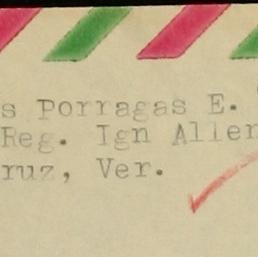 s Porragas E.
Reg. Ign Allen
ruz, Ver.